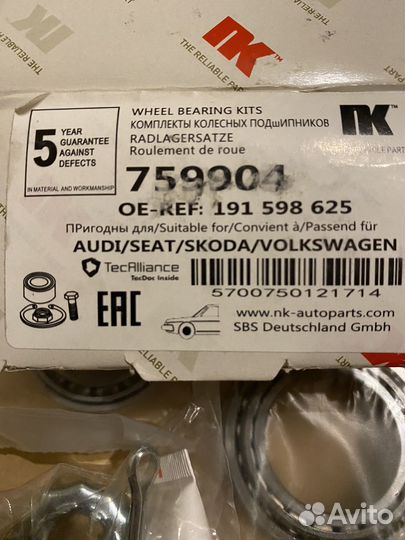 THE RELIABLE PART
nk
WHEEL BEARING KITS
КОМПЛЕКТЫ КОЛЕСНЫХ ПОДШИПНИКОВ
RADLAGERSATZE
Roulement de roue
5 YEAR GUARANTEE AGAINST DEFECTS
IN MATERIAL AND WORKMANSHIP
nk
759904
OE-REF: 191 598 625
Пригодны для/Suitable for/Convient à/Passend für
AUDI/SEAT/SKODA/VOLKSWAGEN
TecAlliance
TecDoc Inside
5700750121714
EAC
www.nk-autoparts.com
SBS Deutschland Gmbh
Avito